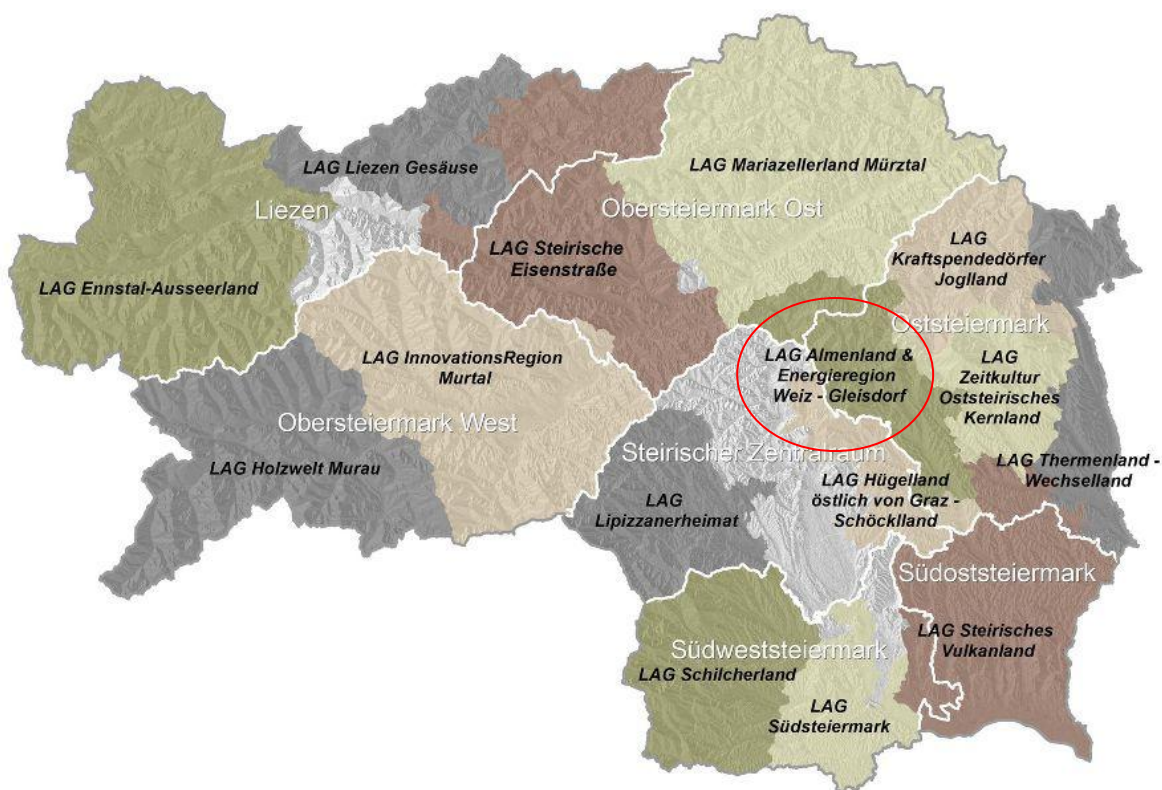 LAG Mariazellerland Mürztal
LAG Liezen Gesäuse
Liezen
Obersteiermark Ost
LAG Steirische
Eisenstraße
LAG
Kraftspendedörfer
Joglland
LAG Ennstal-Ausseerland
Oststeiermark
LAG InnovationsRegion
Murtal
LAG Almenland &
Energieregion
Weiz - Gleisdorf
LAG
Zeitkultur
Oststeirisches
Kernland
Obersteiermark West
Steirischer Zentralraum
LAG Holzwelt Murau
LAG Thermenland -
Wechselland
LAG
Lipizzanerheimat
LAG Hügelland
östlich von Graz -
Schöcklland
Südoststeiermark
Südweststeiermark
LAG Schilcherland
LAG Steirisches
Vulkanland
LAG
Südsteiermark